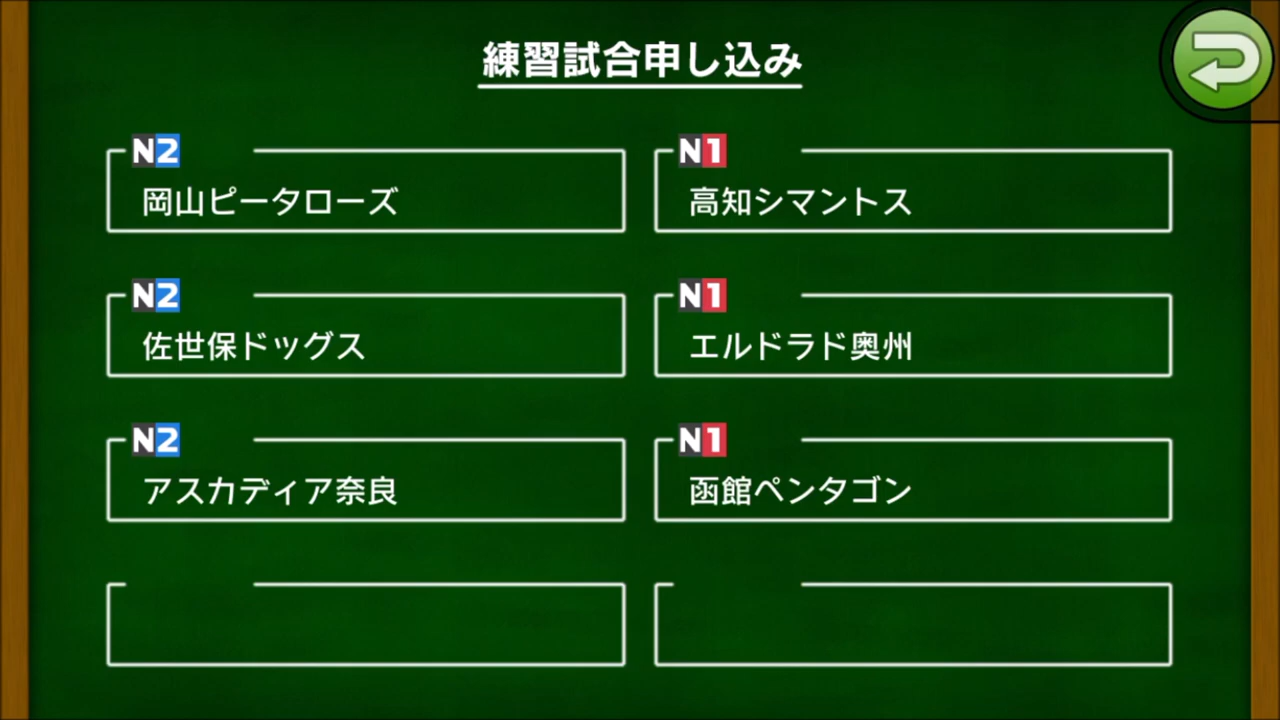 練習試合申し込み
N2
岡山ピータローズ
N1
高知シマントス
N2
佐世保ドッグス
N1
エルドラド奥州
N2
アスカディア奈良
N1
函館ペンタゴン